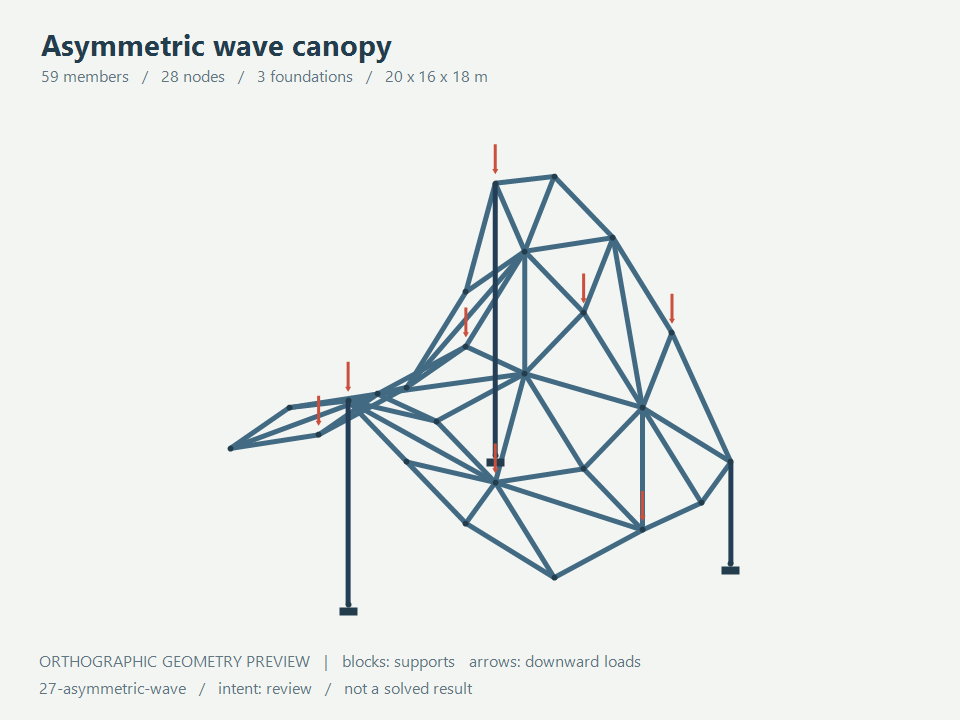 Asymmetric wave canopy
59 members / 28 nodes / 3 foundations / 20 x 16 x 18 m
ORTHOGRAPHIC GEOMETRY PREVIEW | blocks: supports arrows: downward loads
27-asymmetric-wave / intent: review / not a solved result